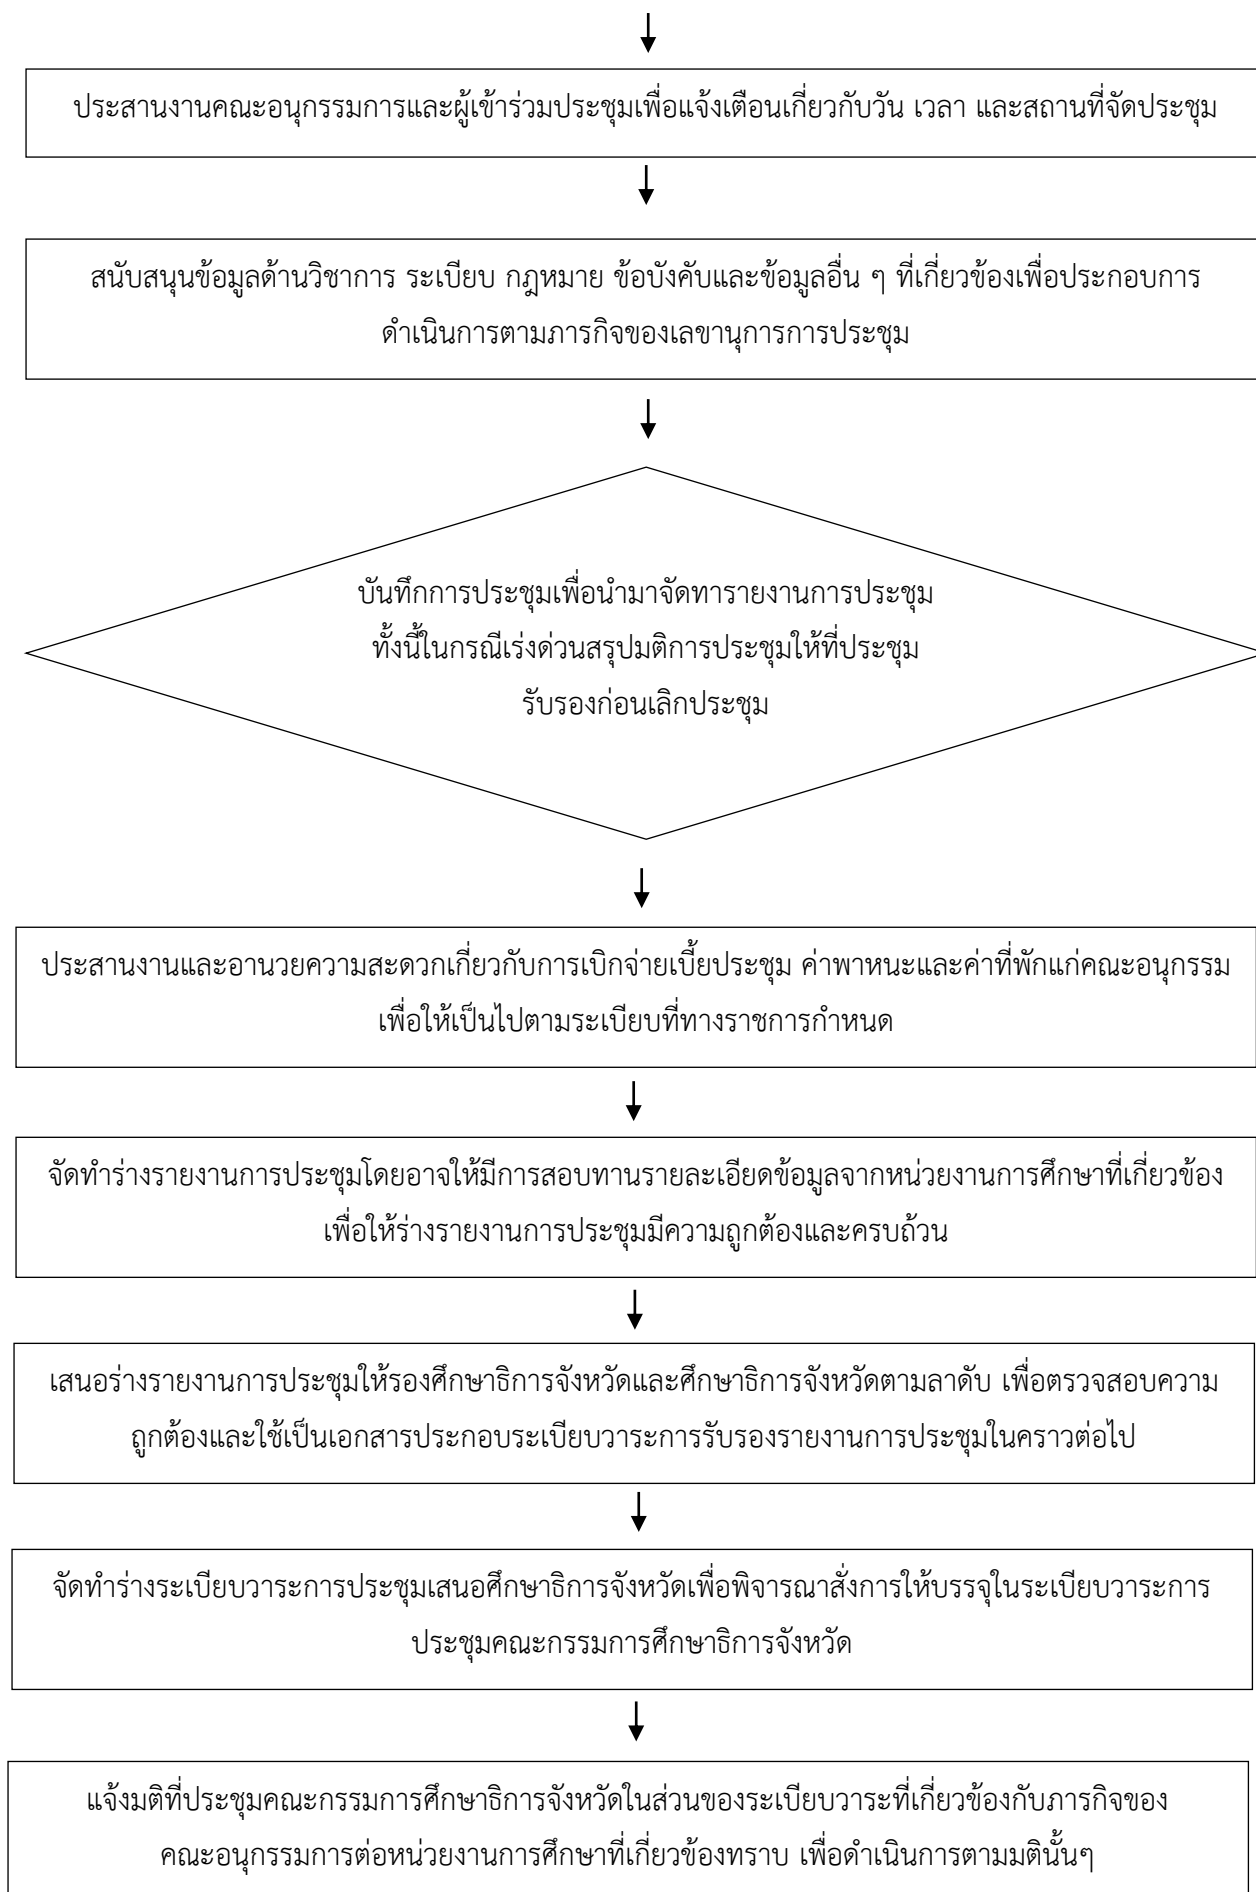 ประสานงานคณะอนุกรรมการและผู้เข้าร่วมประชุมเพื่อแจ้งเตือนเกี่ยวกับวัน เวลา และสถานที่จัดประชุม
สนับสนุนข้อมูลด้านวิชาการ ระเบียบ กฎหมาย ข้อบังคับและข้อมูลอื่น ๆ ที่เกี่ยวข้องเพื่อประกอบการ
ดำเนินการตามภารกิจของเลขานุการการประชุม
บันทึกการประชุมเพื่อนำมาจัดทารายงานการประชุม
ทั้งนี้ในกรณีเร่งด่วนสรุปมติการประชุมให้ที่ประชุม
รับรองก่อนเลิกประชุม
ประสานงานและอานวยความสะดวกเกี่ยวกับการเบิกจ่ายเบี้ยประชุม ค่าพาหนะและค่าที่พักแก่คณะอนุกรรม
เพื่อให้เป็นไปตามระเบียบที่ทางราชการกำหนด
จัดทำร่างรายงานการประชุมโดยอาจให้มีการสอบทานรายละเอียดข้อมูลจากหน่วยงานการศึกษาที่เกี่ยวข้อง
เพื่อให้ร่างรายงานการประชุมมีความถูกต้องและครบถ้วน
เสนอร่างรายงานการประชุมให้รองศึกษาธิการจังหวัดและศึกษาธิการจังหวัดตามลาดับ เพื่อตรวจสอบความ
ถูกต้องและใช้เป็นเอกสารประกอบระเบียบวาระการรับรองรายงานการประชุมในคราวต่อไป
จัดทำร่างระเบียบวาระการประชุมเสนอศึกษาธิการจังหวัดเพื่อพิจารณาสั่งการให้บรรจุในระเบียบวาระการ
ประชุมคณะกรรมการศึกษาธิการจังหวัด
แจ้งมติที่ประชุมคณะกรรมการศึกษาธิการจังหวัดในส่วนของระเบียบวาระที่เกี่ยวข้องกับภารกิจของ
คณะอนุกรรมการต่อหน่วยงานการศึกษาที่เกี่ยวข้องทราบ เพื่อดำเนินการตามมตินั้นๆ